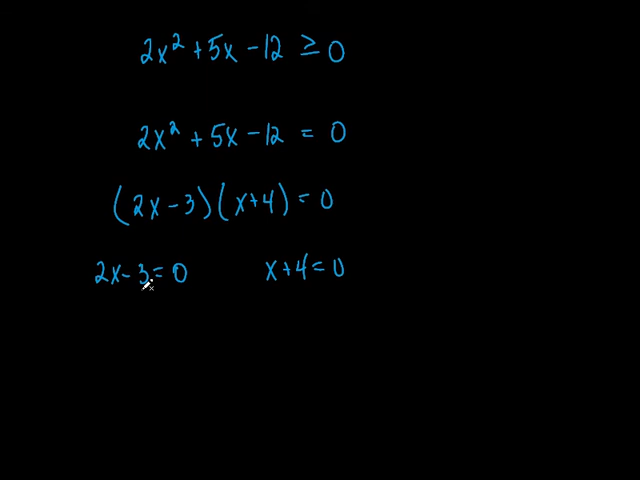 2x² + 5x - 12 ≥ 0
2x² + 5x - 12 = 0
(2x - 3)(x + 4) = 0
2x - 3 = 0 x + 4 = 0